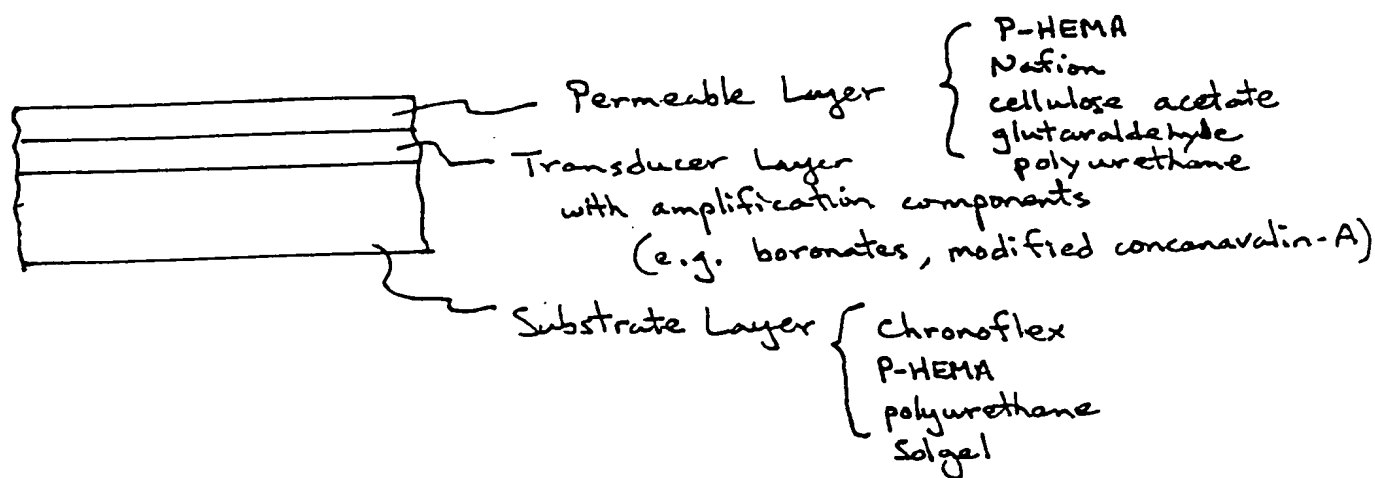 Permeable Layer
P-HEMA
Nafion
cellulose acetate
glutaraldehyde
polyurethane
Transducer Layer
with amplification components
(e.g. boronates, modified concanavalin-A)
Substrate Layer
Chronoflex
P-HEMA
polyurethane
Solgel